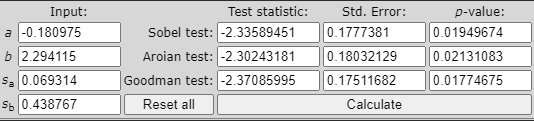 Input: Test statistic: Std. Error: p-value:
a -0.180975 Sobel test: -2.33589451 0.1777381 0.01949674
b 2.294115 Aroian test: -2.30243181 0.18032129 0.02131083
sa 0.069314 Goodman test: -2.37085995 0.17511682 0.01774675
sb 0.438767 Reset all Calculate